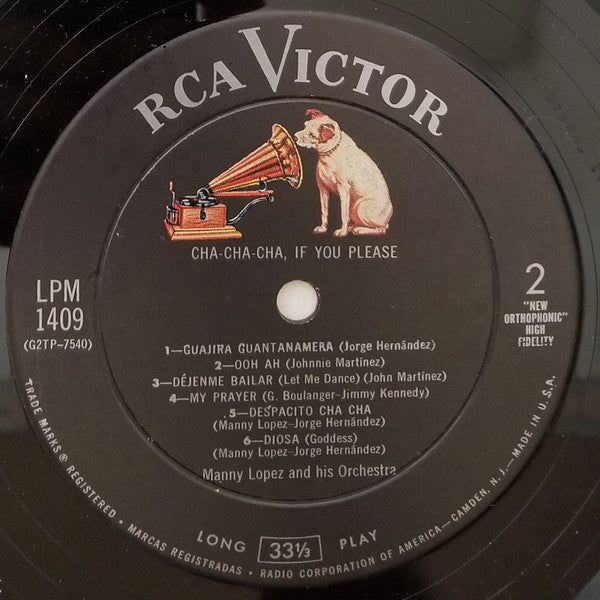 RCA VICTOR
CHA-CHA-CHA, IF YOU PLEASE
LPM
1409
(G2TP-7540)
2
"NEW
ORTHOPHONIC"
HIGH
FIDELITY
1—GUAJIRA GUANTANAMERA (Jorge Hernández)
2—OOH AH (Johnnie Martínez)
3—DÉJENME BAILAR (Let Me Dance) (John Martínez)
4—MY PRAYER (G. Boulanger-Jimmy Kennedy)
5—DESPACITO CHA CHA
(Manny Lopez-Jorge Hernández)
6—DIOSA (Goddess)
(Manny Lopez-Jorge Hernández)
Manny Lopez and his Orchestra
LONG 33⅓ PLAY
TRADE MARKS ® REGISTERED • MARCAS REGISTRADAS • RADIO CORPORATION OF AMERICA—CAMDEN, N.J.—MADE IN U.S.A.